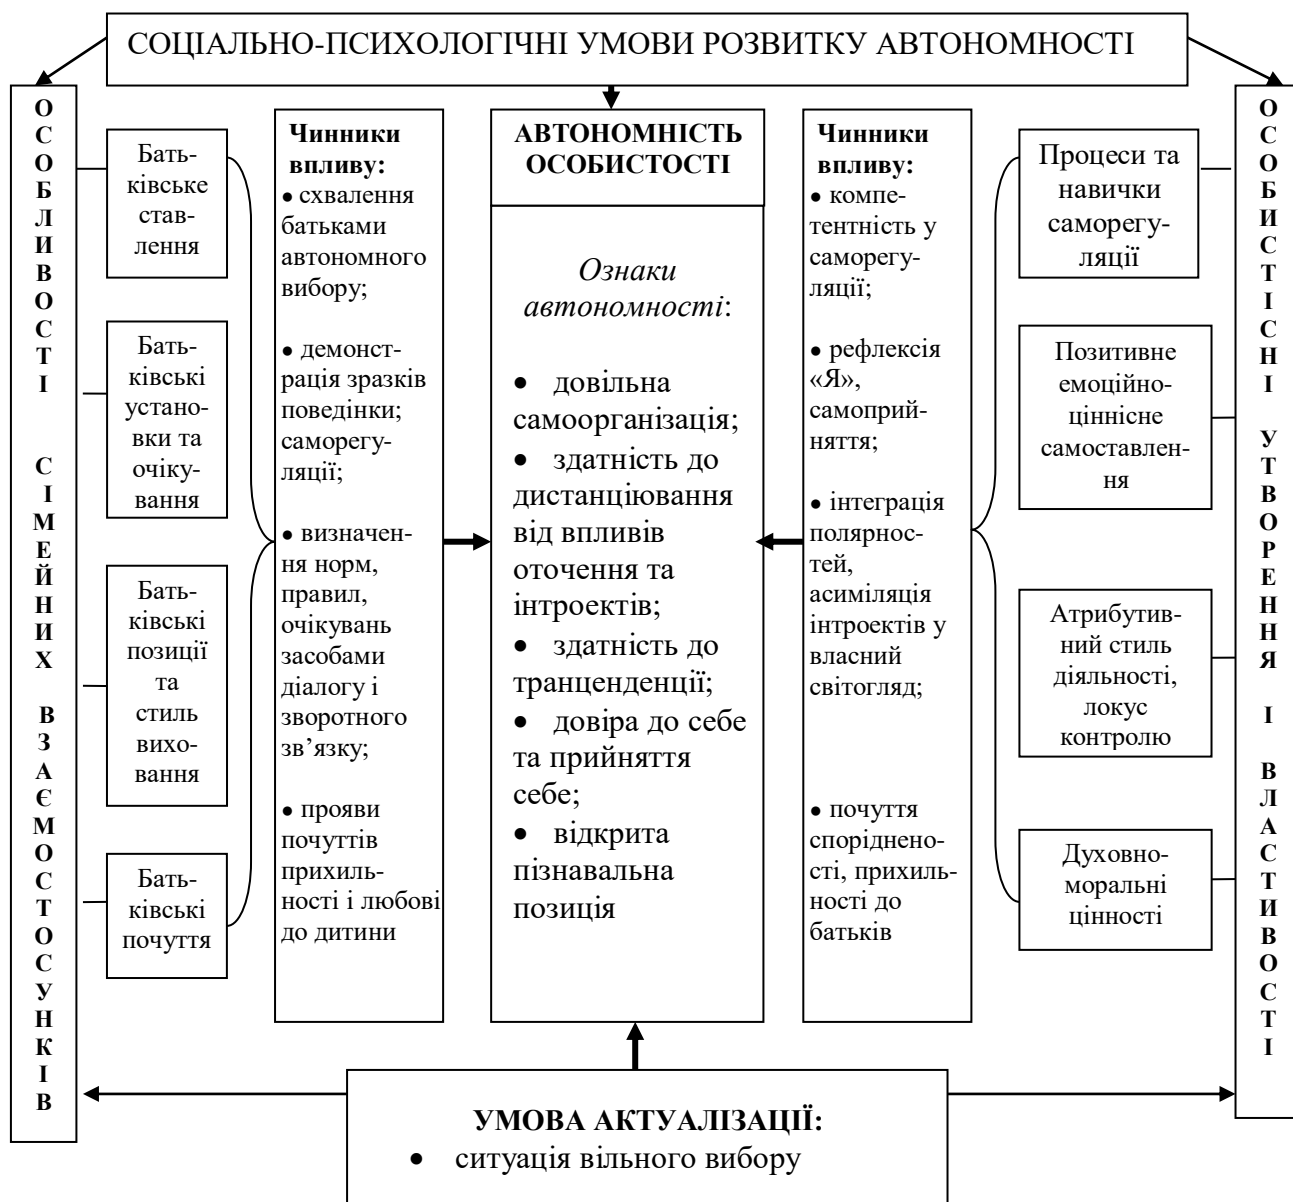 СОЦІАЛЬНО-ПСИХОЛОГІЧНІ УМОВИ РОЗВИТКУ АВТОНОМНОСТІ
ОСОБЛИВОСТІ СІМЕЙНИХ ВЗАЄМОСТОСУНКІВ
Бать-
ківське
став-
лення
Бать-
ківські
устано-
вки та
очіку-
вання
Бать-
ківські
позиції
та
стиль
вихо-
вання
Бать-
ківські
почуття
Чинники
впливу:
● схвалення
батьками
автономного
вибору;
● демонст-
рація зразків
поведінки;
саморегу-
ляції;
● визначен-
ня норм,
правил,
очікувань
засобами
діалогу і
зворотного
зв’язку;
● прояви
почуттів
прихиль-
ності і любові
до дитини
АВТОНОМНІСТЬ
ОСОБИСТОСТІ
Ознаки
автономності:
● довільна
самоорганізація;
● здатність до
дистанціювання
від впливів
оточення та
інтроектів;
● здатність до
транценденції;
● довіра до себе
та прийняття
себе;
● відкрита
пізнавальна
позиція
Чинники
впливу:
● компе-
тентність у
саморегу-
ляції;
● рефлексія
«Я»,
самоприй-
няття;
● інтеграція
полярнос-
тей,
асиміляція
інтроектів у
власний
світогляд;
● почуття
спорідNено-
сті, прихиль-
ності до
батьків
Процеси та
навички
саморегу-
ляції
Позитивне
емоційно-
ціннісне
самоставлен-
ня
Атрибутив-
ний стиль
діяльності,
локус
контролю
Духовно-
моральні
цінності
ОСОБИСТІСНІ УТВОРЕННЯ І ВЛАСТИВОСТІ
УМОВА АКТУАЛІЗАЦІЇ:
● ситуація вільного вибору